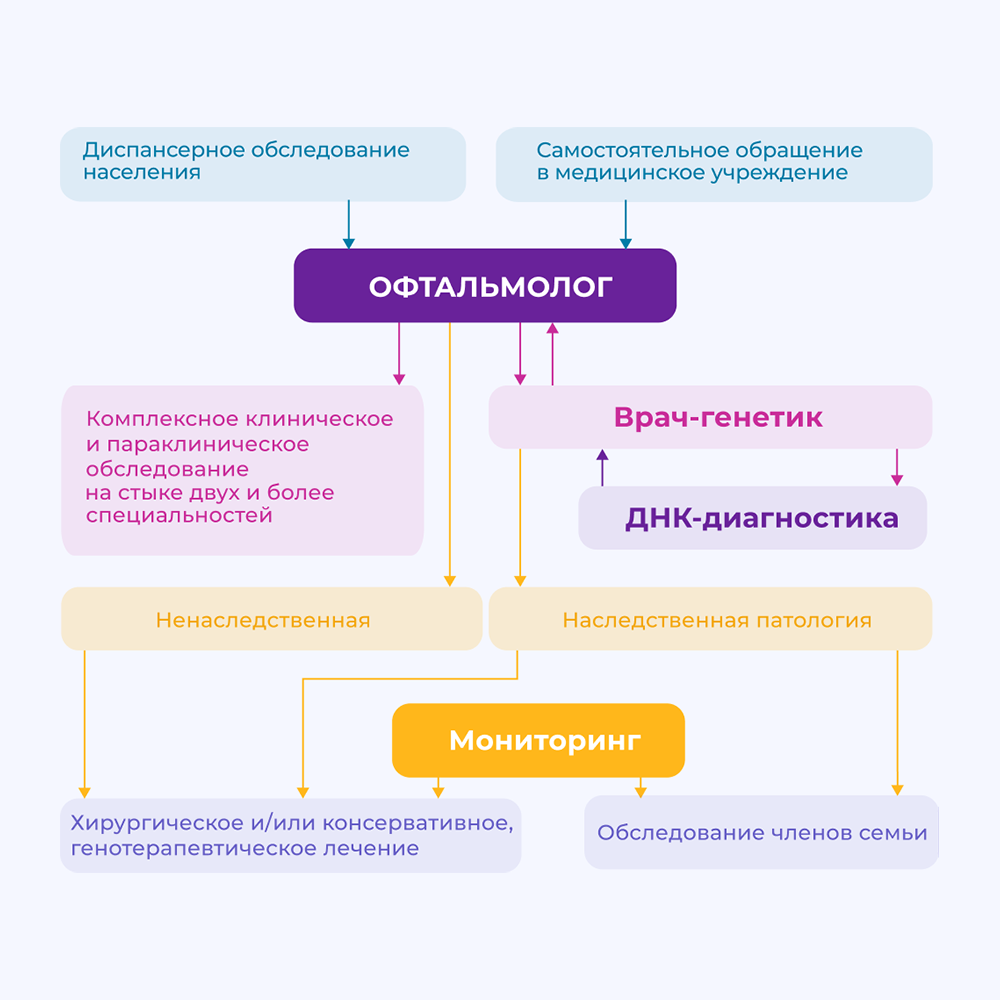 Диспансерное обследование
населения
Самостоятельное обращение
в медицинское учреждение
ОФТАЛЬМОЛОГ
Комплексное клиническое
и параклиническое
обследование
на стыке двух и более
специальностей
Врач-генетик
ДНК-диагностика
Ненаследственная
Наследственная патология
Мониторинг
Хирургическое и/или консервативное,
генотерапевтическое лечение
Обследование членов семьи